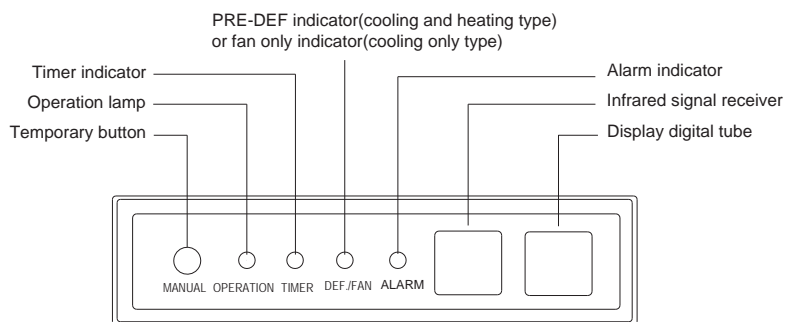 PRE-DEF indicator(cooling and heating type)
or fan only indicator(cooling only type)
Timer indicator
Operation lamp
Temporary button
Alarm indicator
Infrared signal receiver
Display digital tube
MANUAL OPERATION TIMER DEF./FAN ALARM